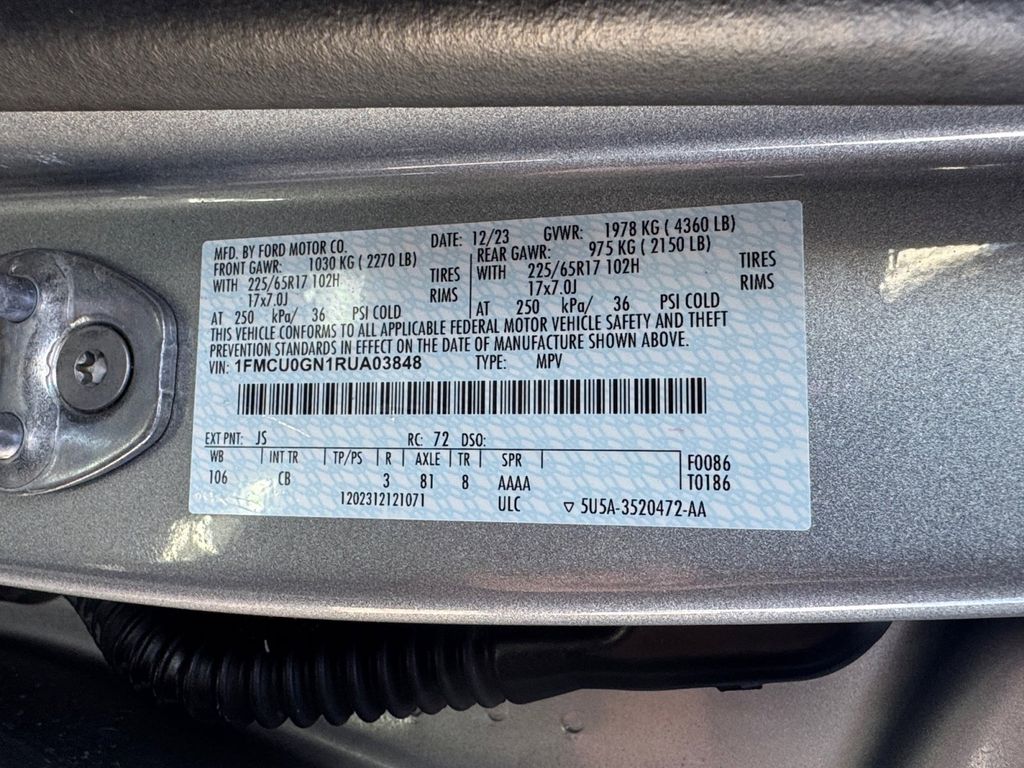 MFD. BY FORD MOTOR CO. DATE: 12/23 GVWR: 1978 KG ( 4360 LB)
FRONT GAWR: 1030 KG ( 2270 LB) REAR GAWR: 975 KG ( 2150 LB)
WITH 225/65R17 102H TIRES WITH 225/65R17 102H TIRES
17x7.0J RIMS 17x7.0J RIMS
AT 250 kPa/ 36 PSI COLD AT 250 kPa/ 36 PSI COLD
THIS VEHICLE CONFORMS TO ALL APPLICABLE FEDERAL MOTOR VEHICLE SAFETY AND THEFT
PREVENTION STANDARDS IN EFFECT ON THE DATE OF MANUFACTURE SHOWN ABOVE.
VIN: 1FMCU0GN1RUA03848 TYPE: MPV
EXT PNT: JS RC: 72 DSO:
WB INT TR TP/PS R AXLE TR SPR F0086
106 CB 3 81 8 AAAA T0186
1202312121071 ULC ▽ 5U5A-3520472-AA